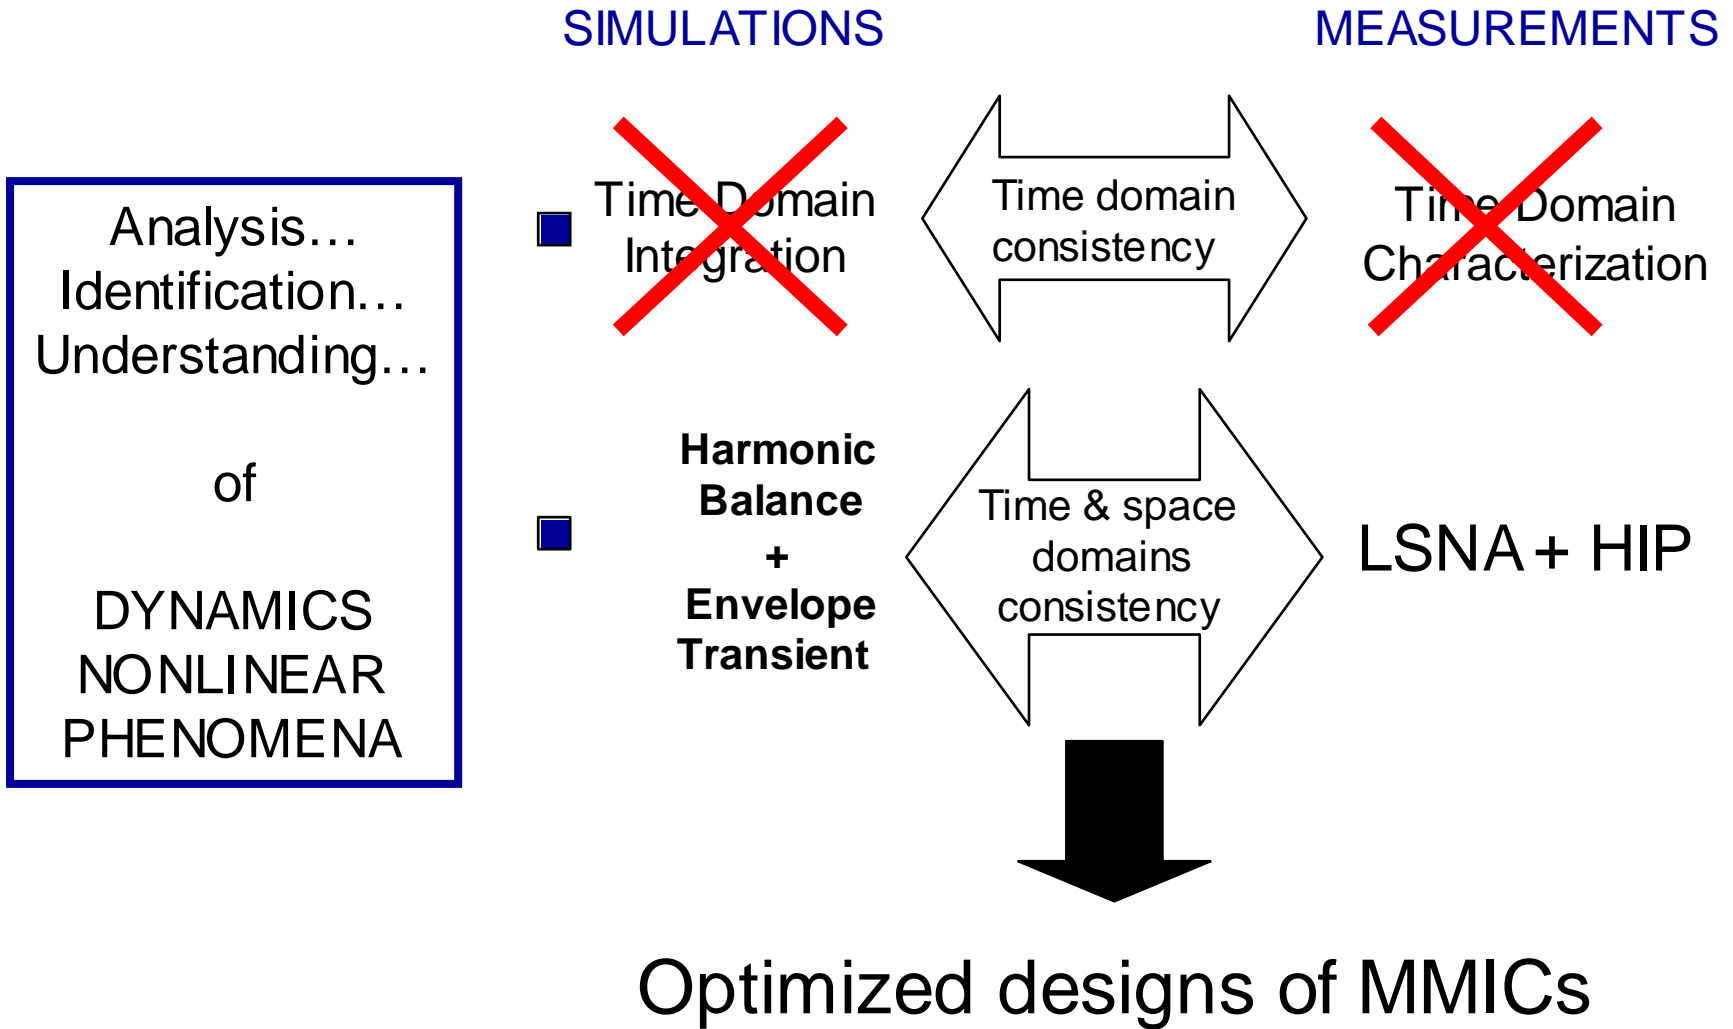 SIMULATIONS
MEASUREMENTS
Analysis…
Identification…
Understanding…
of
DYNAMICS
NONLINEAR
PHENOMENA
Time Domain
Integration
Time domain
consistency
Time Domain
Characterization
Harmonic
Balance
+
Envelope
Transient
Time & space
domains
consistency
LSNA + HIP
Optimized designs of MMICs